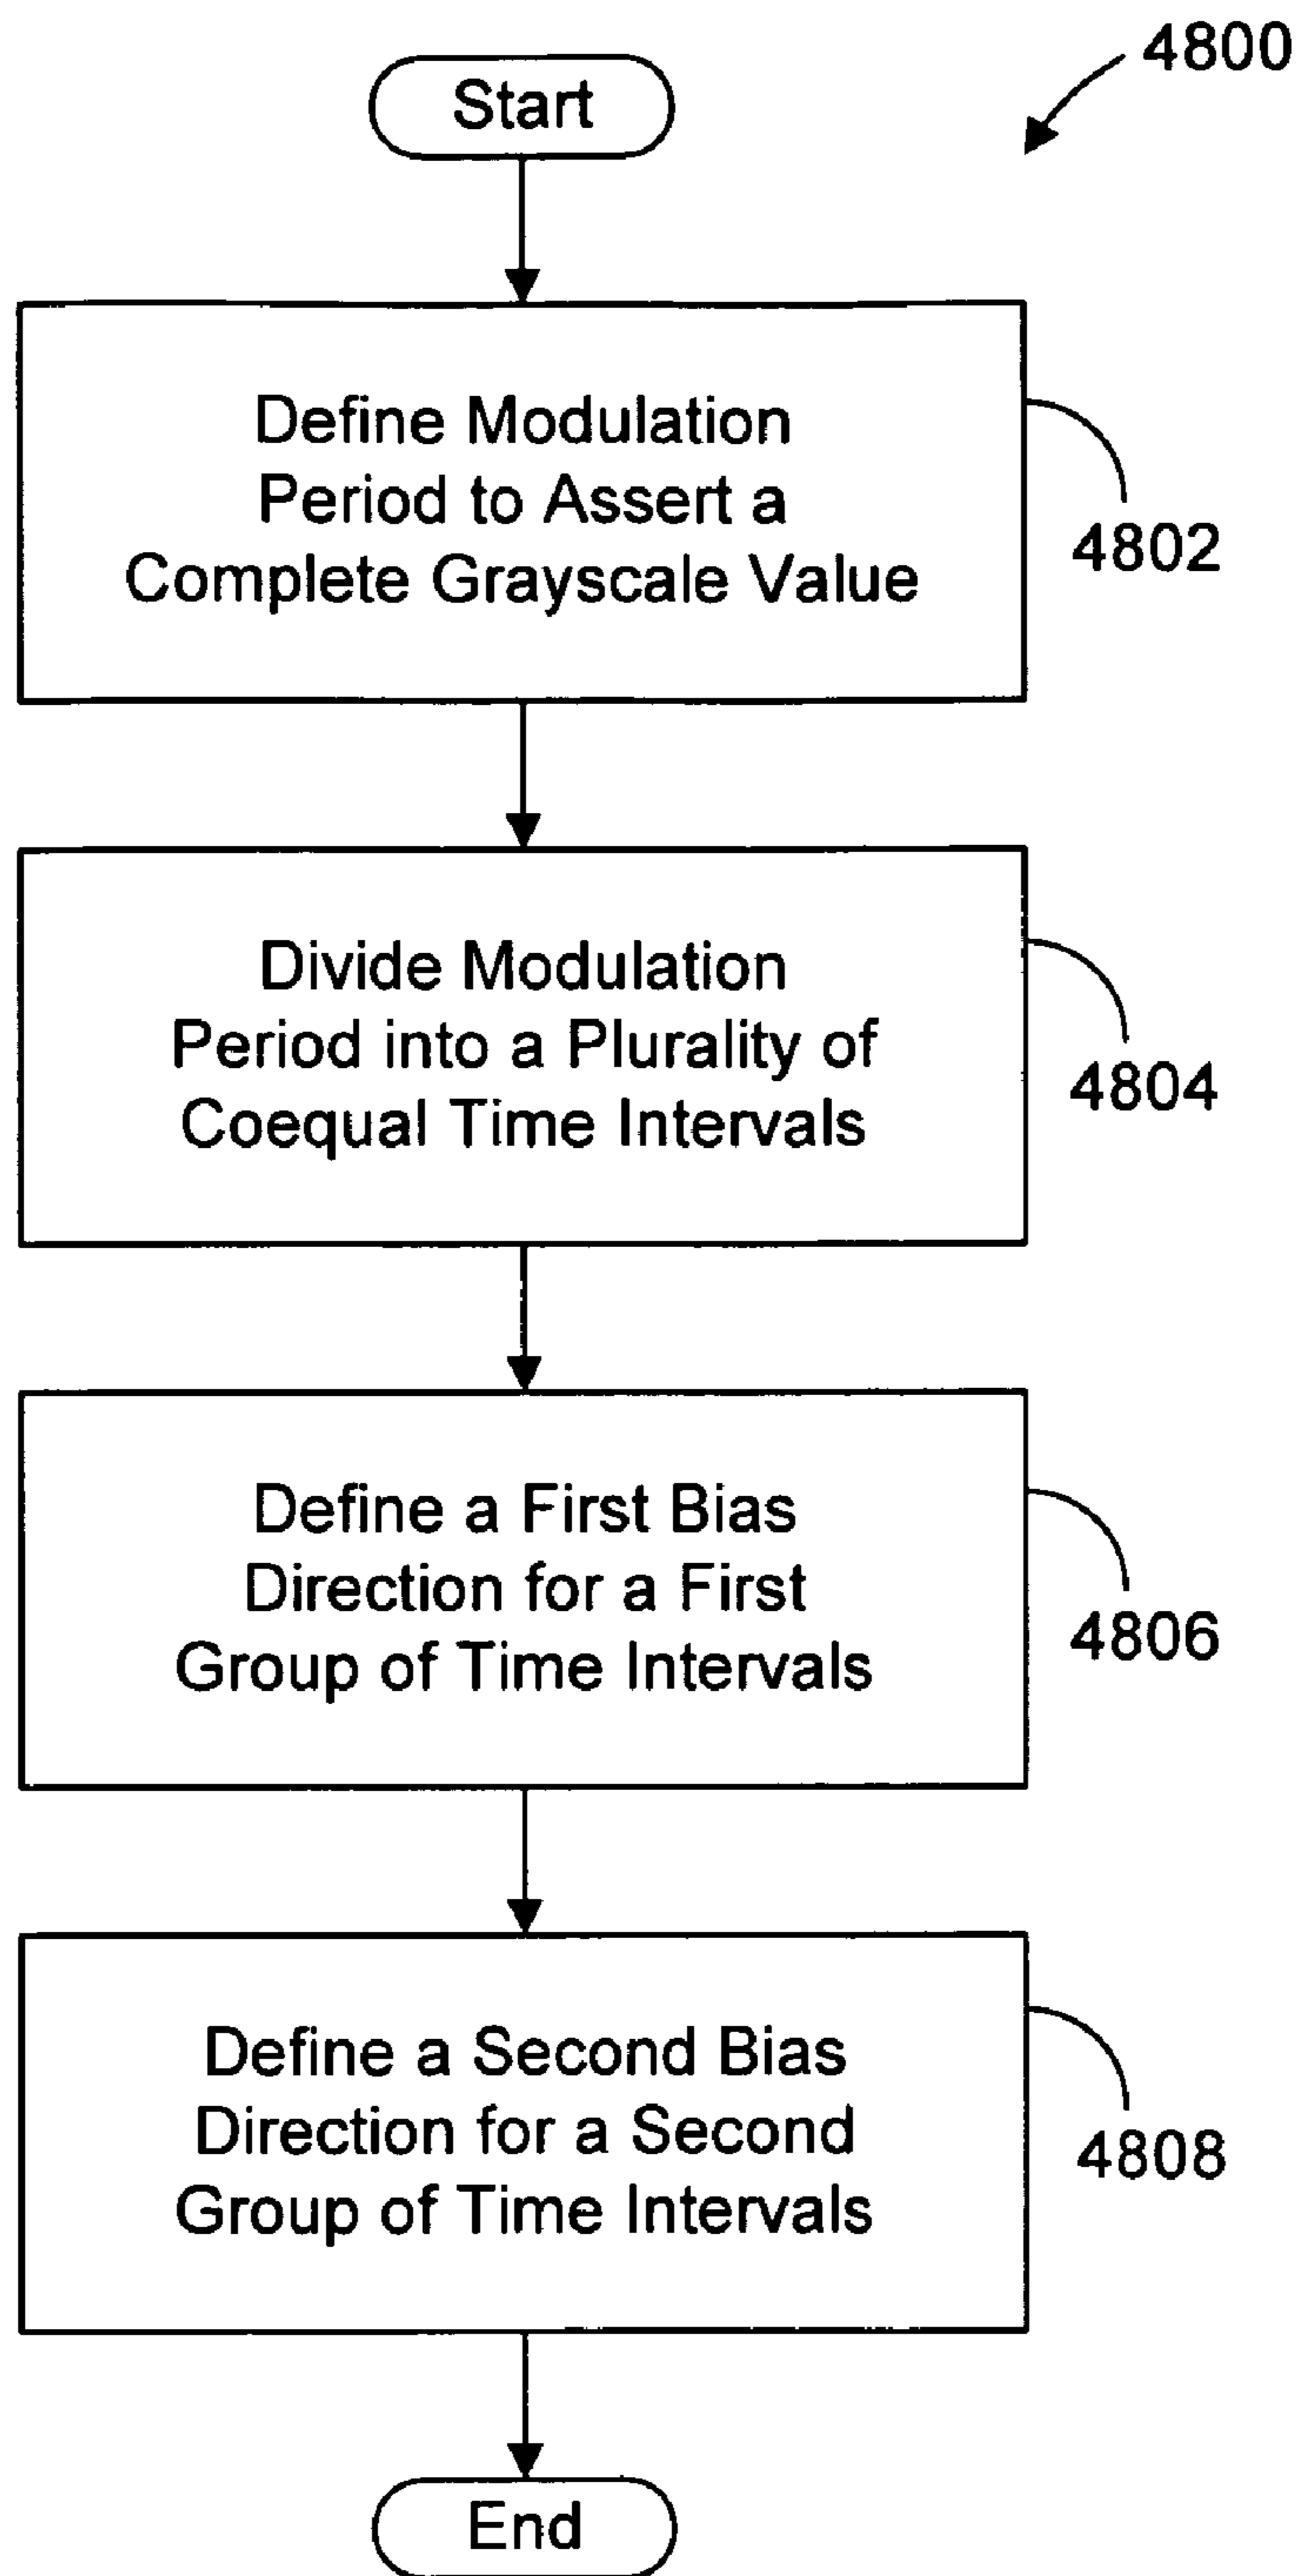 4800
Start
Define Modulation
Period to Assert a
Complete Grayscale Value
4802
Divide Modulation
Period into a Plurality of
Coequal Time Intervals
4804
Define a First Bias
Direction for a First
Group of Time Intervals
4806
Define a Second Bias
Direction for a Second
Group of Time Intervals
4808
End